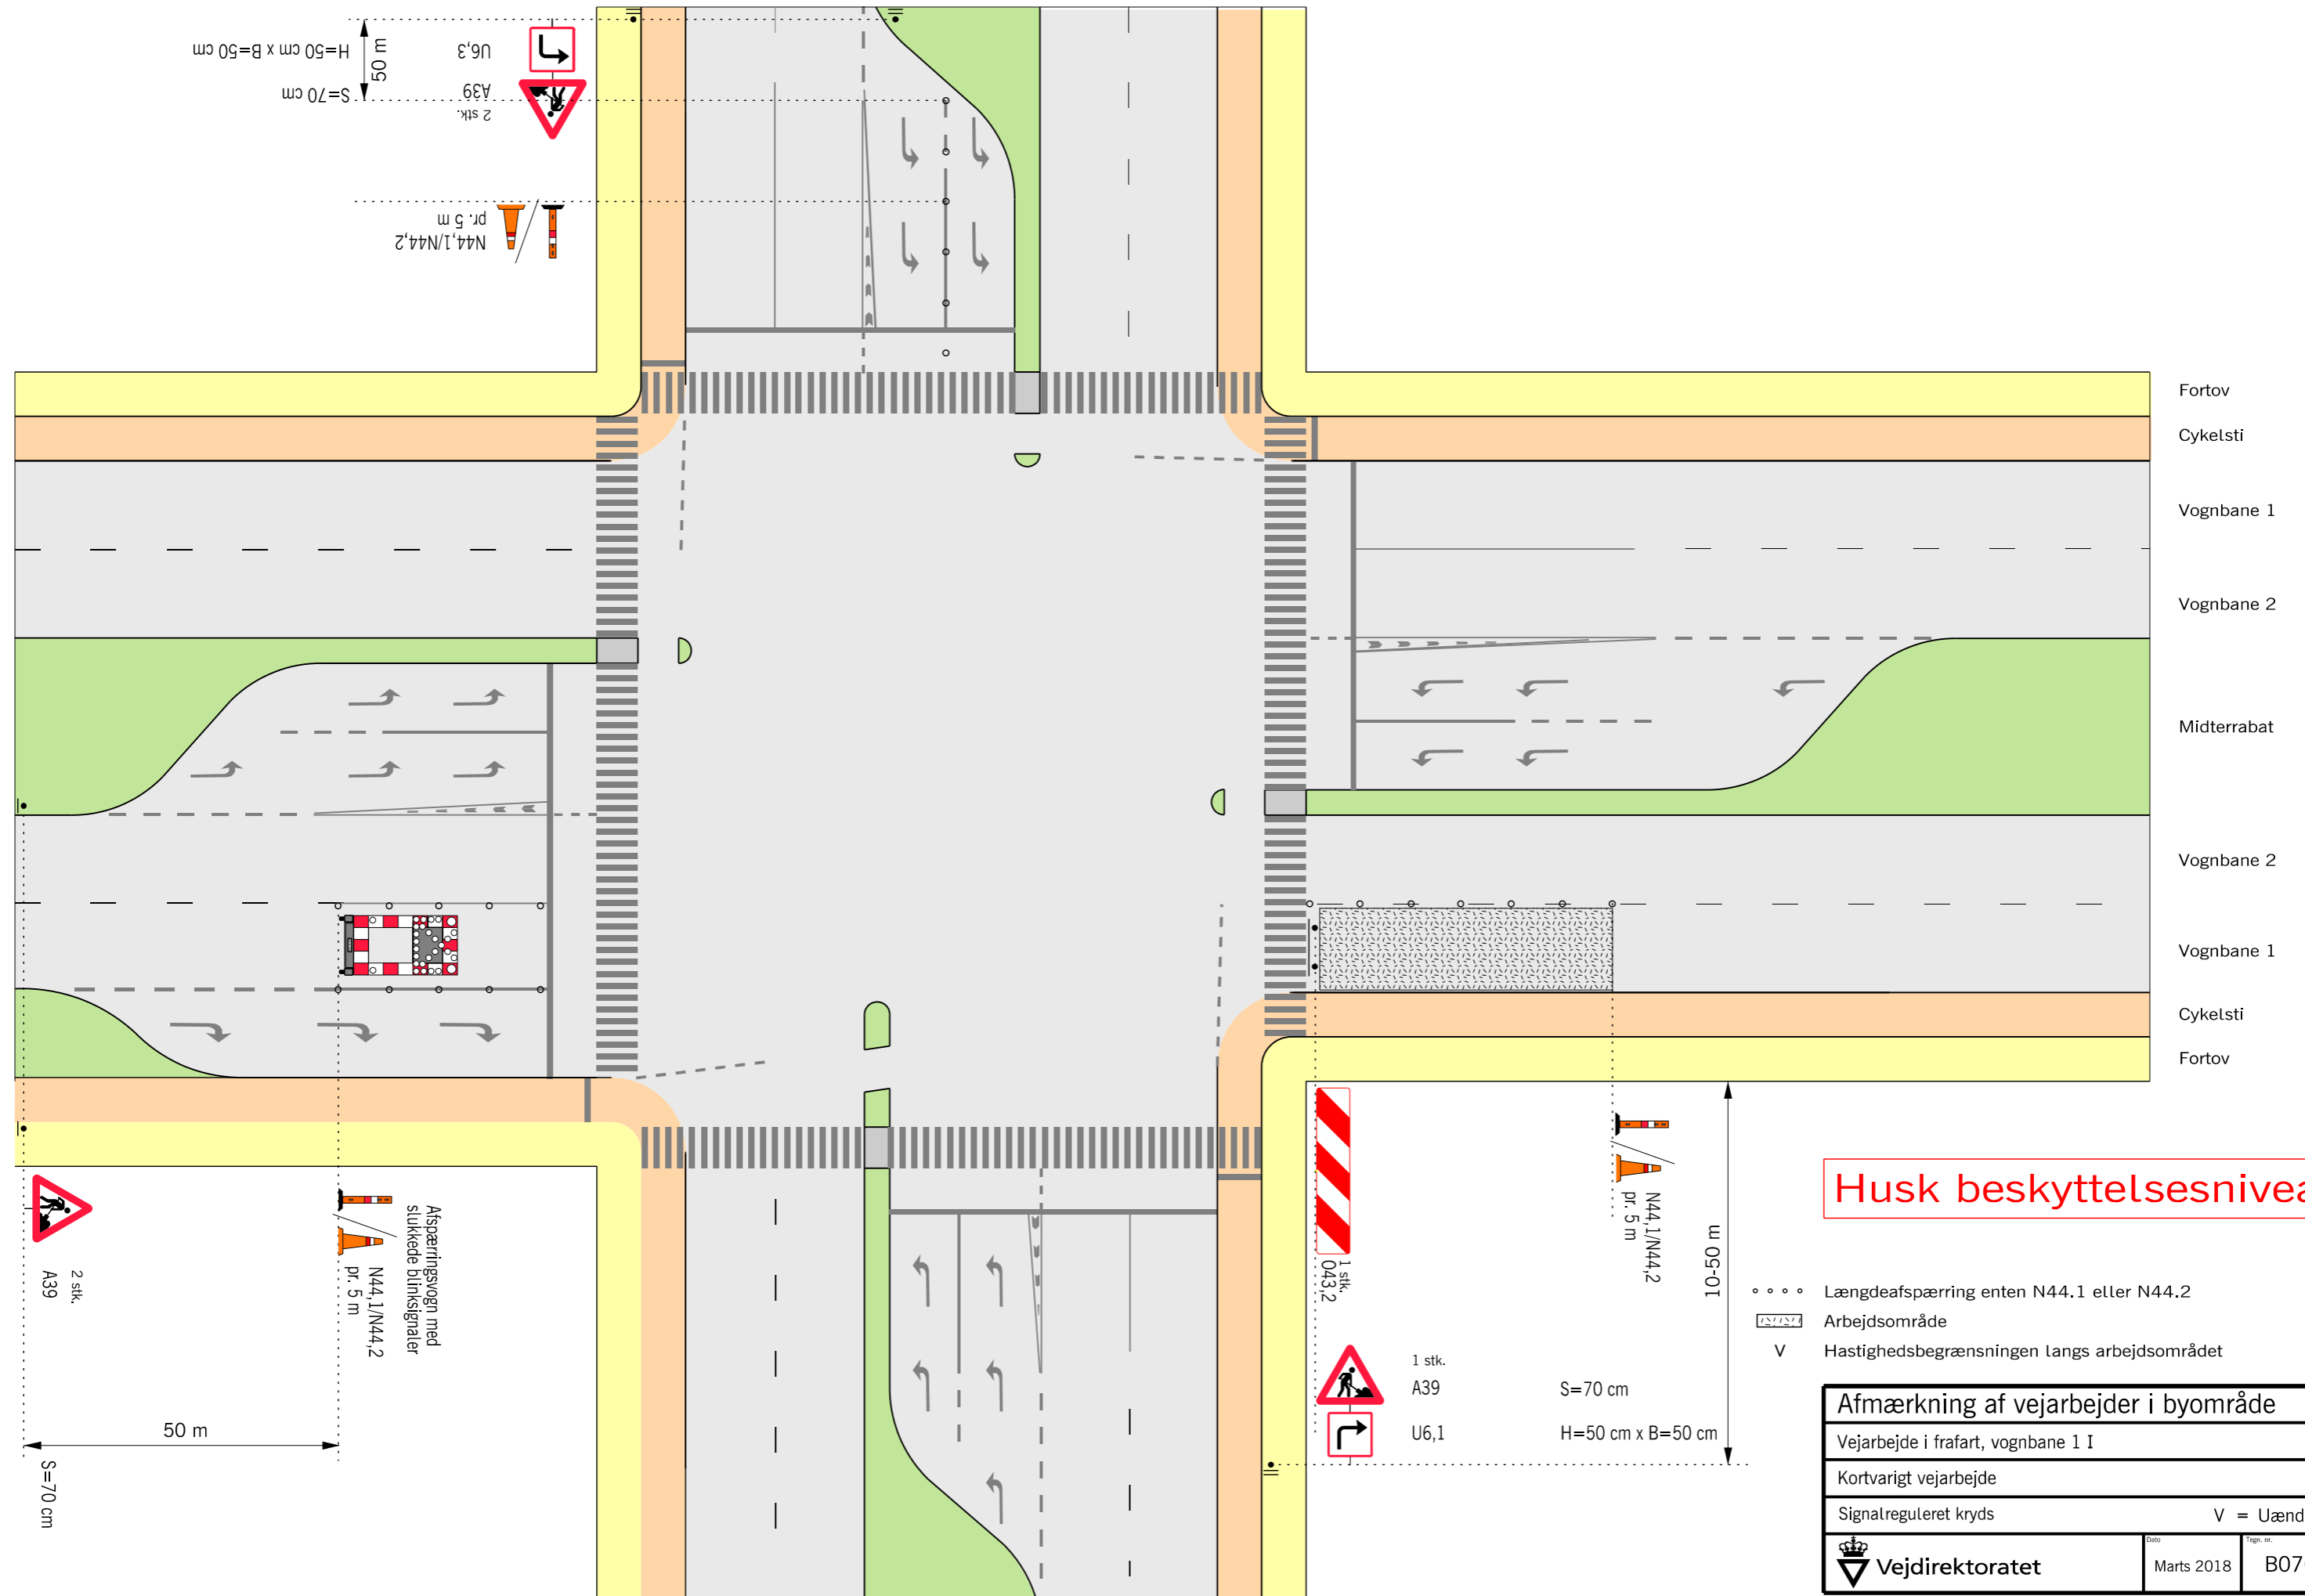 H=50 cm x B=50 cm
U6,3
50 m
S=70 cm
A39
2 stk.
pr. 5 m
N44,1/N44,2
Fortov
Cykelsti
Vognbane 1
Vognbane 2
Midterrabat
Vognbane 2
Vognbane 1
Cykelsti
Fortov
2 stk.
A39
S=70 cm
50 m
Afspærringsvogn med
slukkede blinksignaler
N44,1/N44,2
pr. 5 m
1 stk.
O43,2
N44,1/N44,2
pr. 5 m
10-50 m
1 stk.
A39
S=70 cm
U6,1
H=50 cm x B=50 cm
Husk beskyttelsesnivea
Længdeafspærring enten N44.1 eller N44.2
Arbejdsområde
V Hastighedsbegrænsningen langs arbejdsområdet
Afmærkning af vejarbejder i byområde
Vejarbejde i frafart, vognbane 1 I
Kortvarigt vejarbejde
Signalreguleret kryds V = Uænd
Vejdirektoratet
Dato
Marts 2018
Tegn. nr.
B07